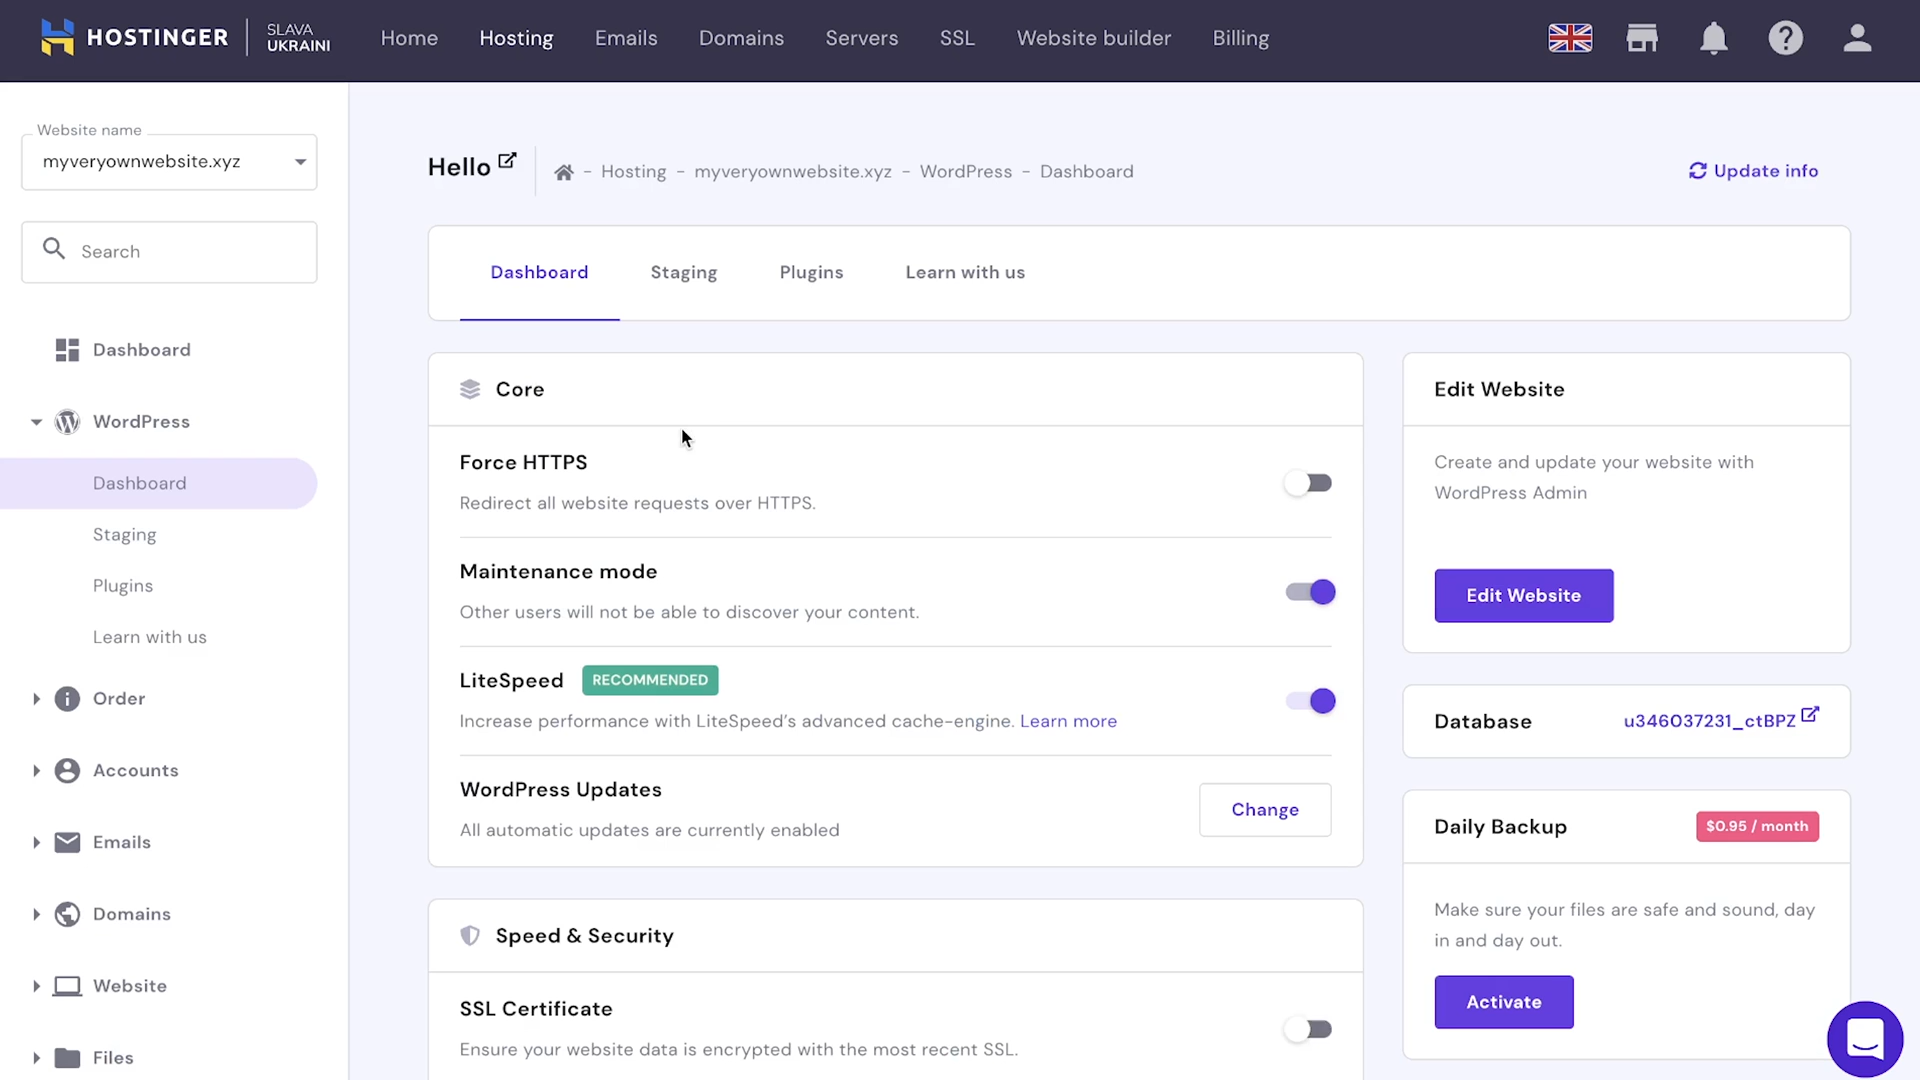 HOSTINGER
SLAVA
UKRAINI
Home
Hosting
Emails
Domains
Servers
SSL
Website builder
Billing
Website name
myveryownwebsite.xyz
Search
Dashboard
WordPress
Dashboard
Staging
Plugins
Learn with us
Order
Accounts
Emails
Domains
Website
Files
Hello
- Hosting - myveryownwebsite.xyz - WordPress - Dashboard
Update info
Dashboard
Staging
Plugins
Learn with us
Core
Force HTTPS
Redirect all website requests over HTTPS.
Maintenance mode
Other users will not be able to discover your content.
LiteSpeed RECOMMENDED
Increase performance with LiteSpeed's advanced cache-engine. Learn more
WordPress Updates
All automatic updates are currently enabled
Change
Speed & Security
SSL Certificate
Ensure your website data is encrypted with the most recent SSL.
Edit Website
Create and update your website with
WordPress Admin
Edit Website
Database
u346037231_ctBPZ
Daily Backup
$0.95 / month
Make sure your files are safe and sound, day
in and day out.
Activate